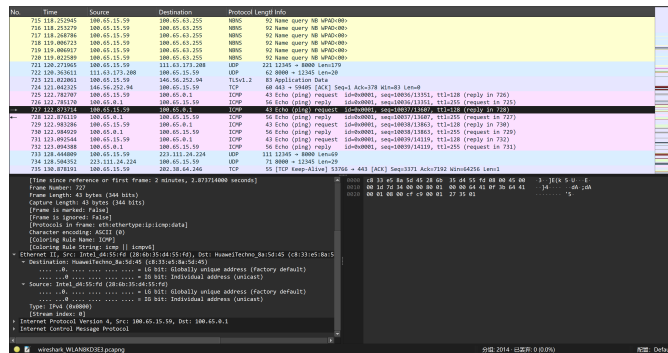 No. Time Source Destination Protocol Length Info
715 118.252945 100.65.15.59 100.65.63.255 NBNS 92 Name query NB WPAD<00>
716 118.253279 100.65.15.59 100.65.63.255 NBNS 92 Name query NB WPAD<00>
717 118.268786 100.65.15.59 100.65.63.255 NBNS 92 Name query NB WPAD<00>
718 119.006723 100.65.15.59 100.65.63.255 NBNS 92 Name query NB WPAD<00>
719 119.006917 100.65.15.59 100.65.63.255 NBNS 92 Name query NB WPAD<00>
720 119.022589 100.65.15.59 100.65.63.255 NBNS 92 Name query NB WPAD<00>
721 120.271965 100.65.15.59 111.63.173.208 UDP 221 12345 → 8000 Len=179
722 120.363611 111.63.173.208 100.65.15.59 UDP 62 8000 → 12345 Len=20
723 121.022861 100.65.15.59 146.56.252.94 TLSv1.2 83 Application Data
724 121.042325 146.56.252.94 100.65.15.59 TCP 60 443 → 59405 [ACK] Seq=1 Ack=378 Win=83 Len=0
725 122.782707 100.65.15.59 100.65.0.1 ICMP 43 Echo (ping) request id=0x0001, seq=10036/13351, ttl=128 (reply in 726)
726 122.785170 100.65.0.1 100.65.15.59 ICMP 56 Echo (ping) reply id=0x0001, seq=10036/13351, ttl=255 (request in 725)
727 122.873714 100.65.15.59 100.65.0.1 ICMP 43 Echo (ping) request id=0x0001, seq=10037/13607, ttl=128 (reply in 728)
728 122.876119 100.65.0.1 100.65.15.59 ICMP 56 Echo (ping) reply id=0x0001, seq=10037/13607, ttl=255 (request in 727)
729 122.983286 100.65.15.59 100.65.0.1 ICMP 43 Echo (ping) request id=0x0001, seq=10038/13863, ttl=128 (reply in 730)
730 122.984929 100.65.0.1 100.65.15.59 ICMP 56 Echo (ping) reply id=0x0001, seq=10038/13863, ttl=255 (request in 729)
731 123.092544 100.65.15.59 100.65.0.1 ICMP 43 Echo (ping) request id=0x0001, seq=10039/14119, ttl=128 (reply in 732)
732 123.094388 100.65.0.1 100.65.15.59 ICMP 56 Echo (ping) reply id=0x0001, seq=10039/14119, ttl=255 (request in 731)
733 128.444809 100.65.15.59 223.111.24.224 UDP 111 12345 → 8000 Len=69
734 128.504352 223.111.24.224 100.65.15.59 UDP 71 8000 → 12345 Len=29
735 130.878191 100.65.15.59 202.38.64.246 TCP 55 [TCP Keep-Alive] 53766 → 443 [ACK] Seq=3371 Ack=7192 Win=64256 Len=1
[Time since reference or first frame: 2 minutes, 2.873714000 seconds]
Frame Number: 727
Frame Length: 43 bytes (344 bits)
Capture Length: 43 bytes (344 bits)
[Frame is marked: False]
[Frame is ignored: False]
[Protocols in frame: eth:ethertype:ip:icmp:data]
Character encoding: ASCII (0)
[Coloring Rule Name: ICMP]
[Coloring Rule String: icmp || icmpv6]
Ethernet II, Src: Intel_d4:55:fd (28:6b:35:d4:55:fd), Dst: HuaweiTechno_8a:5d:45 (c8:33:e5:8a:5
Destination: HuaweiTechno_8a:5d:45 (c8:33:e5:8a:5d:45)
.... ..0. .... .... .... .... = LG bit: Globally unique address (factory default)
.... ...0 .... .... .... .... = IG bit: Individual address (unicast)
Source: Intel_d4:55:fd (28:6b:35:d4:55:fd)
.... ..0. .... .... .... .... = LG bit: Globally unique address (factory default)
.... ...0 .... .... .... .... = IG bit: Individual address (unicast)
Type: IPv4 (0x0800)
[Stream index: 0]
Internet Protocol Version 4, Src: 100.65.15.59, Dst: 100.65.0.1
Internet Control Message Protocol
0000 c8 33 e5 8a 5d 45 28 6b 35 d4 55 fd 08 00 45 00 ·3··]E(k 5·U···E·
0010 00 1d 7d 34 00 00 80 01 00 00 64 41 0f 3b 64 41 ··}4···· ··dA·;dA
0020 00 01 08 00 cf c9 00 01 27 35 01 ········ '5·
wireshark_WLANBKD3E3.pcapng
分组: 2014 · 已丢弃: 0 (0.0%)
配置: Defau